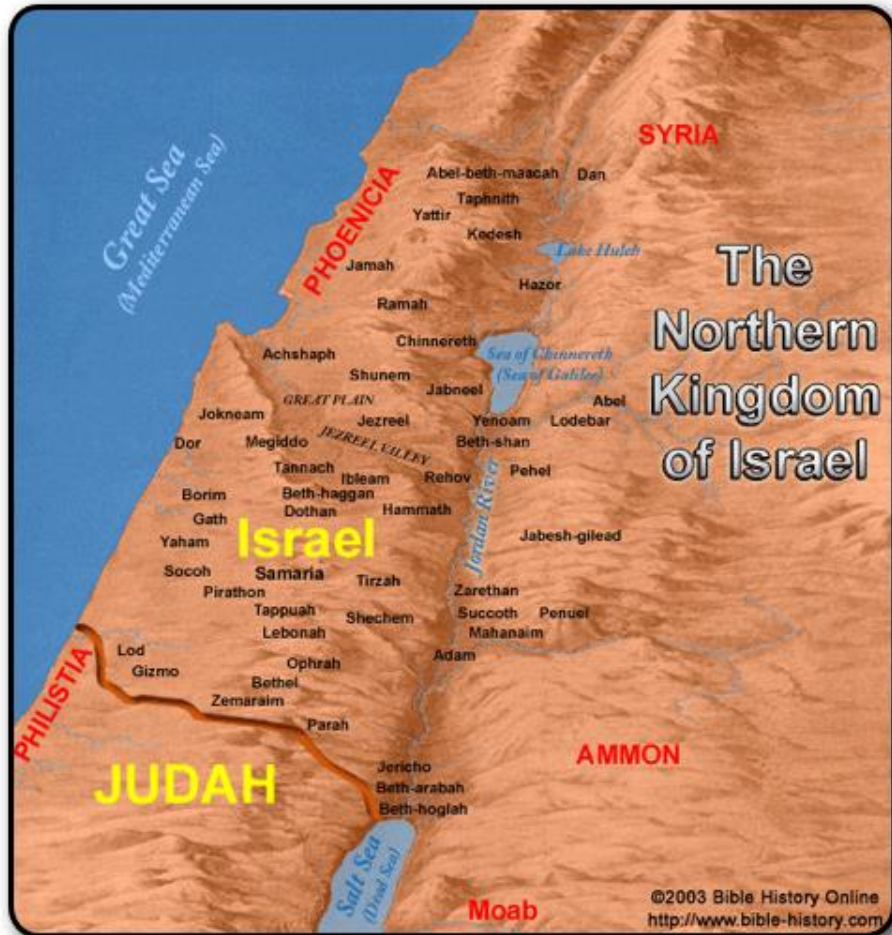 SYRIA
Great Sea
(Mediterranean Sea)
PHOENICIA
Abel-beth-maacah
Dan
Taphnith
Yattir
Kedesh
Lake Huleh
The
Northern
Kingdom
of Israel
Jamah
Hazor
Ramah
Chinnereth
Sea of Chinnereth
(Sea of Galilee)
Achshaph
Shunem
Jabneel
GREAT PLAIN
Abel
Jokneam
Jezreel
Yenoam
Lodebar
Dor
Megiddo
JEZREEL VALLEY
Beth-shan
Tannach
Ibleam
Rehov
Pehel
Borim
Beth-haggan
Dothan
Hammath
Gath
Jordan River
Israel
Jabesh-gilead
Yaham
Socoh
Samaria
Tirzah
Pirathon
Zarethan
Tappuah
Shechem
Succoth
Penuel
Lebonah
Mahanaim
Lod
Gizmo
Ophrah
Adam
PHILISTIA
Bethel
Zemaraim
Parah
AMMON
JUDAH
Jericho
Beth-arabah
Beth-hoglah
Salt Sea
(Dead Sea)
Moab
©2003 Bible History Online
http://www.bible-history.com